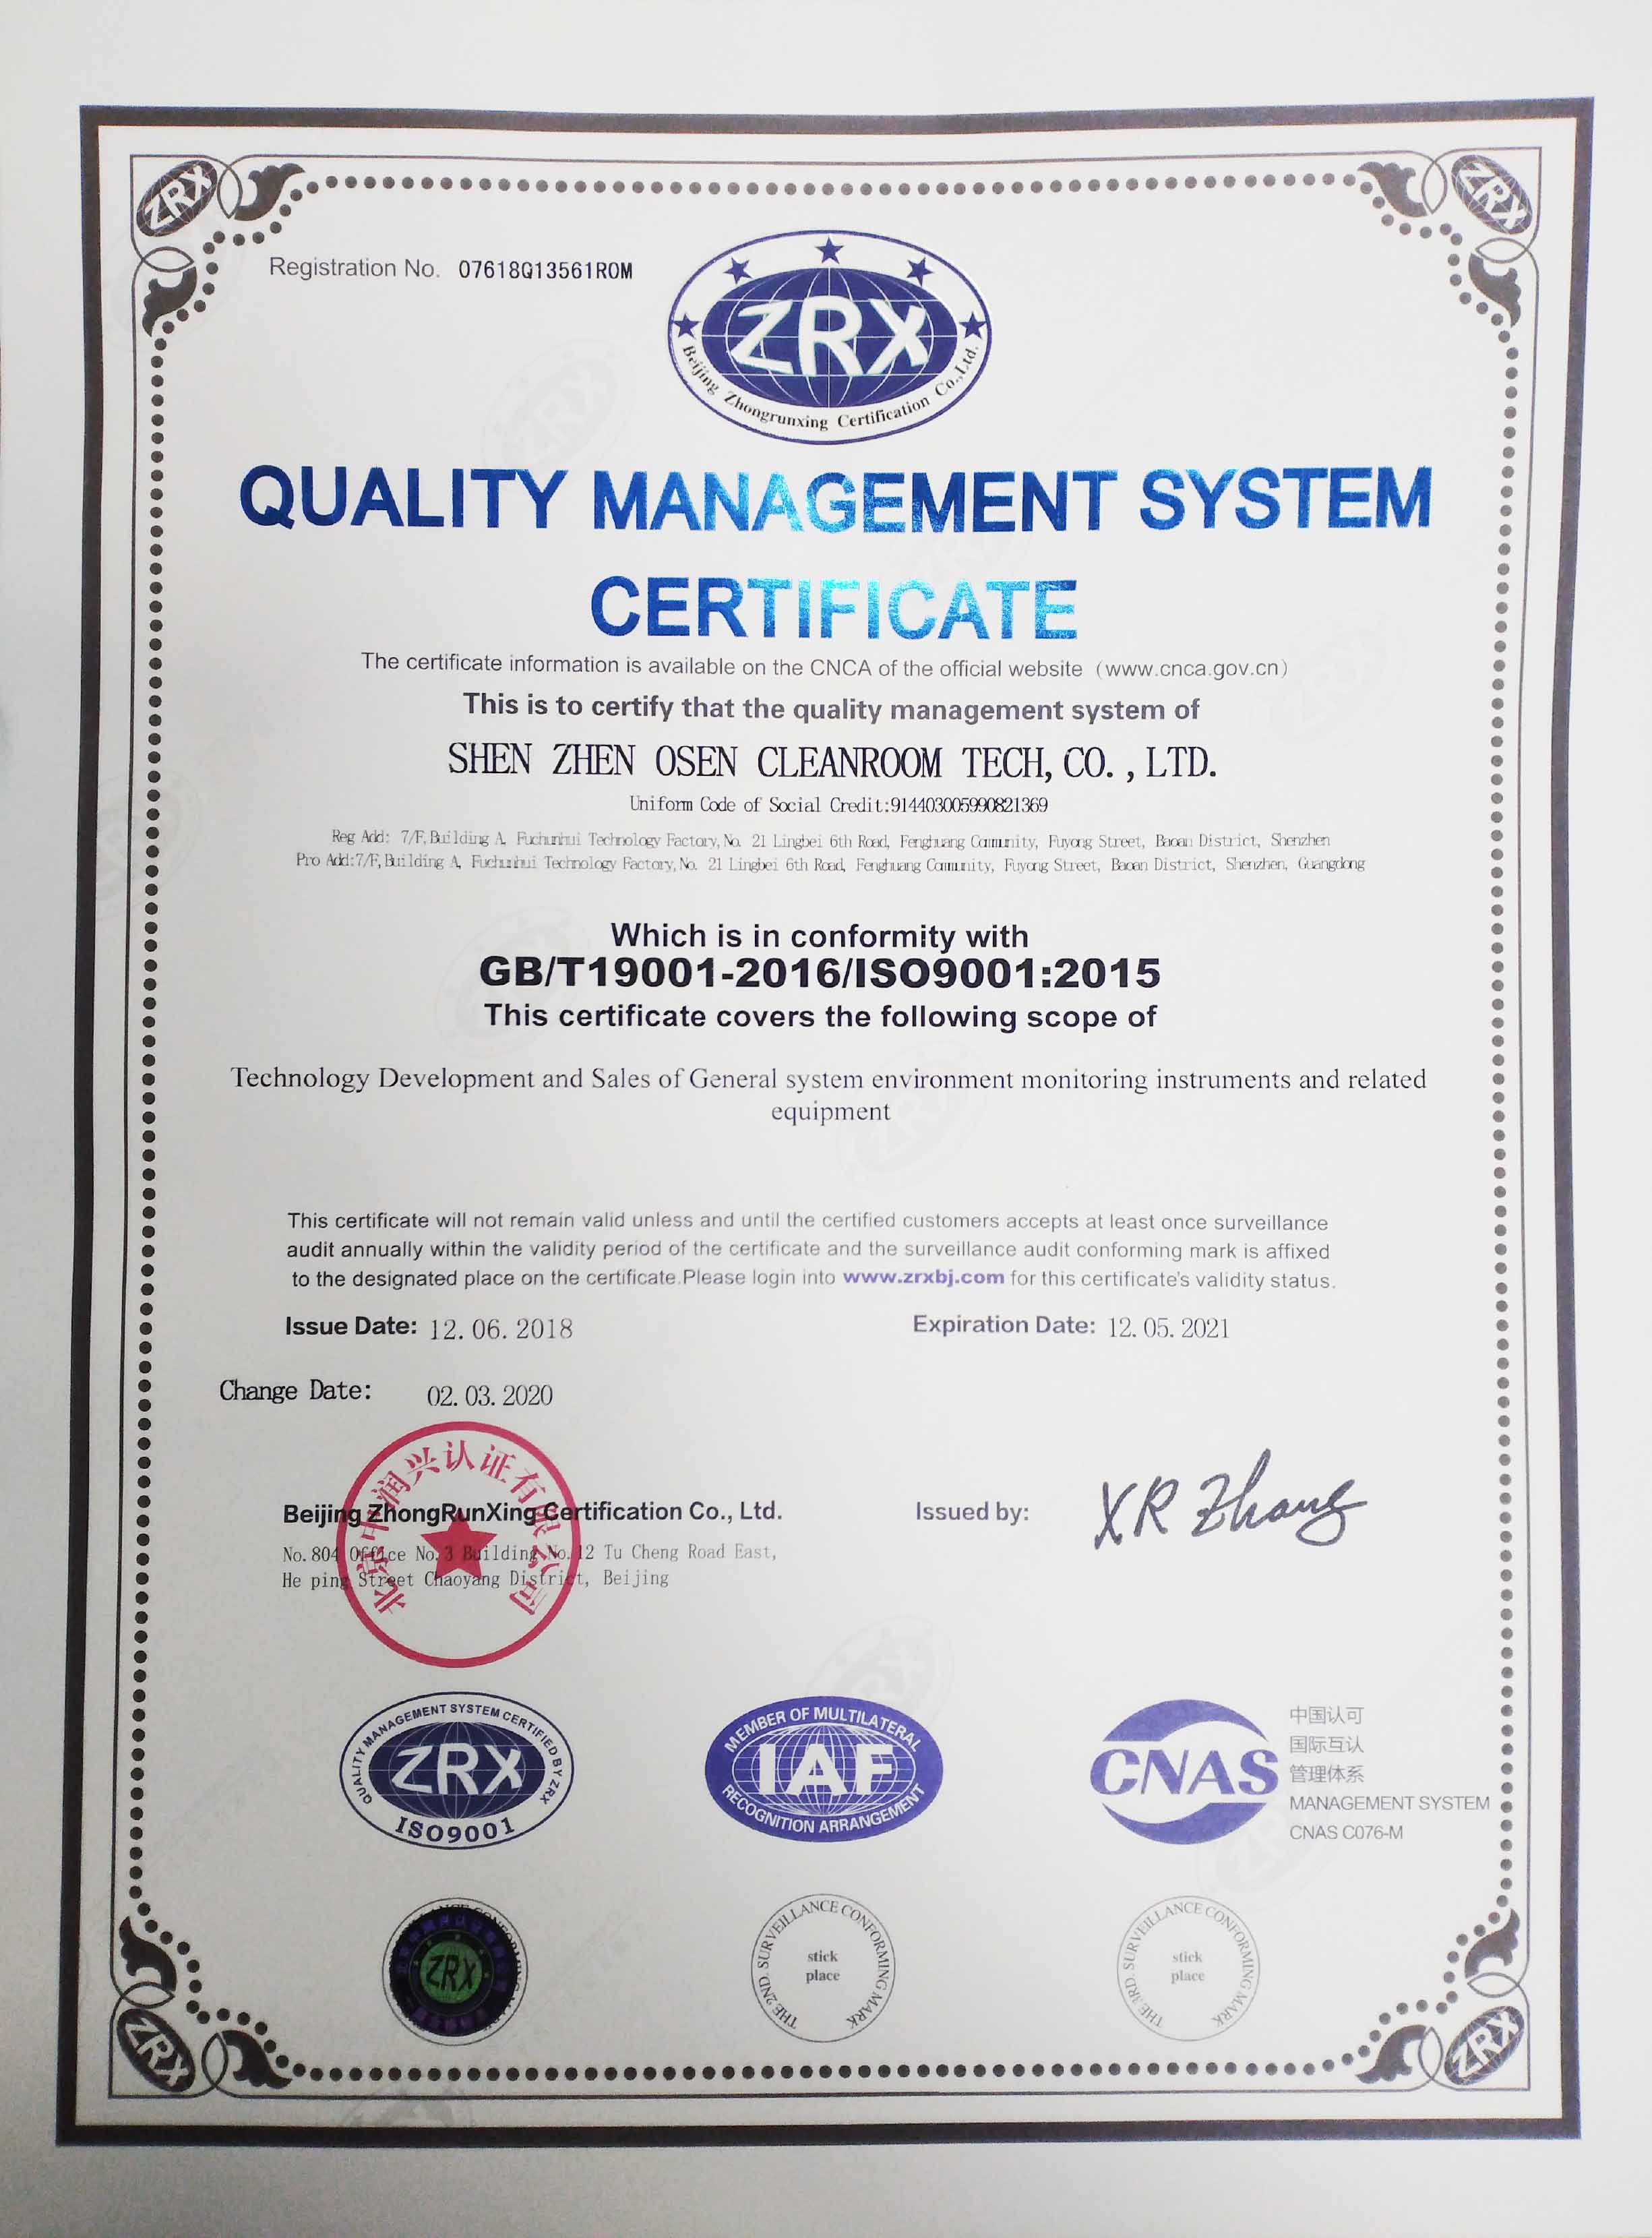 ZRX
ZRX
Registration No. 07618Q13561ROM
ZRX
Beijing Zhongrunxing Certification Co.,Ltd.
QUALITY MANAGEMENT SYSTEM
CERTIFICATE
The certificate information is available on the CNCA of the official website (www.cnca.gov.cn)
This is to certify that the quality management system of
SHEN ZHEN OSEN CLEANROOM TECH, CO. , LTD.
Uniform Code of Social Credit:914403005990821369
Reg Add: 7/F, Building A, Fuchunhui Technology Factory, No. 21 Lingbei 6th Road, Fenghuang Community, Fuyong Street, Baoan District, Shenzhen
Pro Add:7/F, Building A, Fuchunhui Technology Factory, No. 21 Lingbei 6th Road, Fenghuang Community, Fuyong Street, Baoan District, Shenzhen, Guangdong
Which is in conformity with
GB/T19001-2016/ISO9001:2015
This certificate covers the following scope of
Technology Development and Sales of General system environment monitoring instruments and related
equipment
This certificate will not remain valid unless and until the certified customers accepts at least once surveillance
audit annually within the validity period of the certificate and the surveillance audit conforming mark is affixed
to the designated place on the certificate.Please login into www.zrxbj.com for this certificate's validity status.
Issue Date: 12. 06. 2018
Expiration Date: 12. 05. 2021
Change Date: 02. 03. 2020
北京中润兴认证有限公司
Beijing ZhongRunXing Certification Co., Ltd.
Issued by: XR Zhang
No. 804 Office No. 3 Building No. 12 Tu Cheng Road East,
He ping Street Chaoyang District, Beijing
QUALITY MANAGEMENT SYSTEM CERTIFIED BY ZRX
ZRX
ISO9001
MEMBER OF MULTILATERAL
IAF
RECOGNITION ARRANGEMENT
CNAS
中国认可
国际互认
管理体系
MANAGEMENT SYSTEM
CNAS C076-M
ZRX
THE 2ND. SURVEILLANCE CONFORMING MARK
stick
place
THE 3RD. SURVEILLANCE CONFORMING MARK
stick
place
ZRX
ZRX